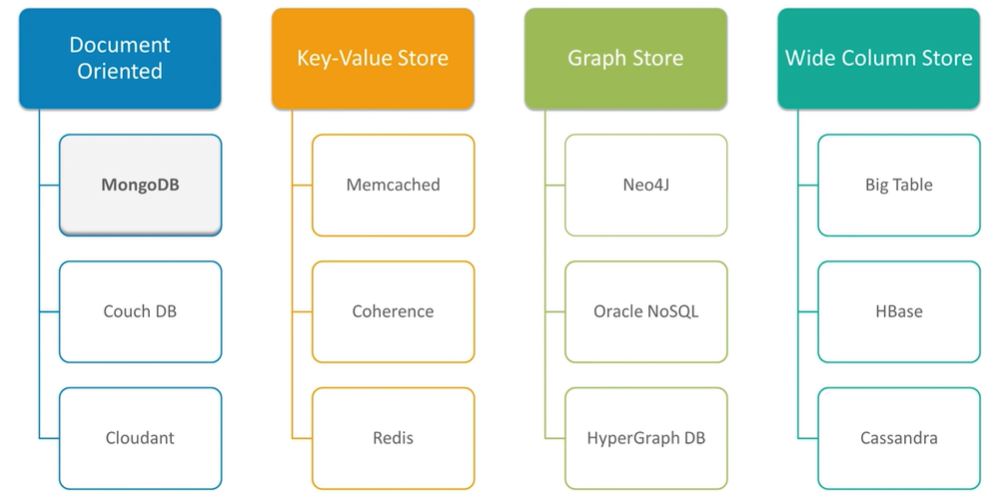 Document
Oriented
Key-Value Store
Graph Store
Wide Column Store
MongoDB
Memcached
Neo4J
Big Table
Couch DB
Coherence
Oracle NoSQL
HBase
Cloudant
Redis
HyperGraph DB
Cassandra